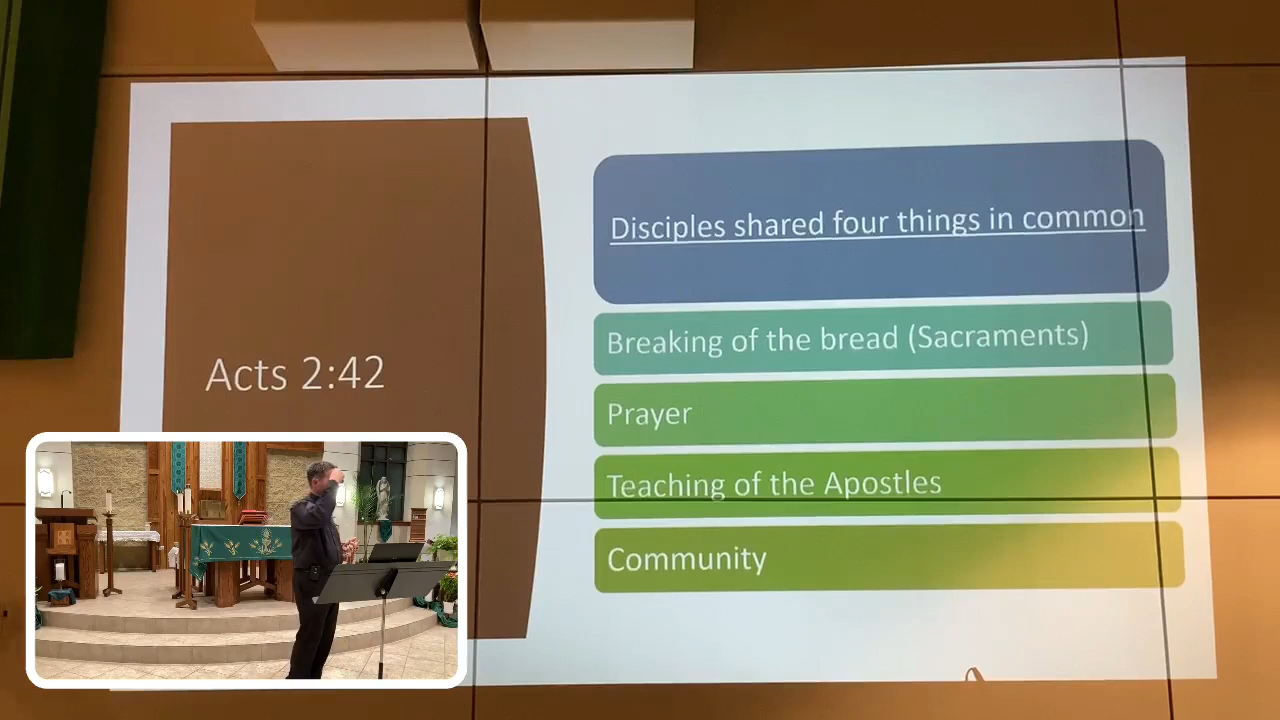 Acts 2:42
Disciples shared four things in common
Breaking of the bread (Sacraments)
Prayer
Teaching of the Apostles
Community